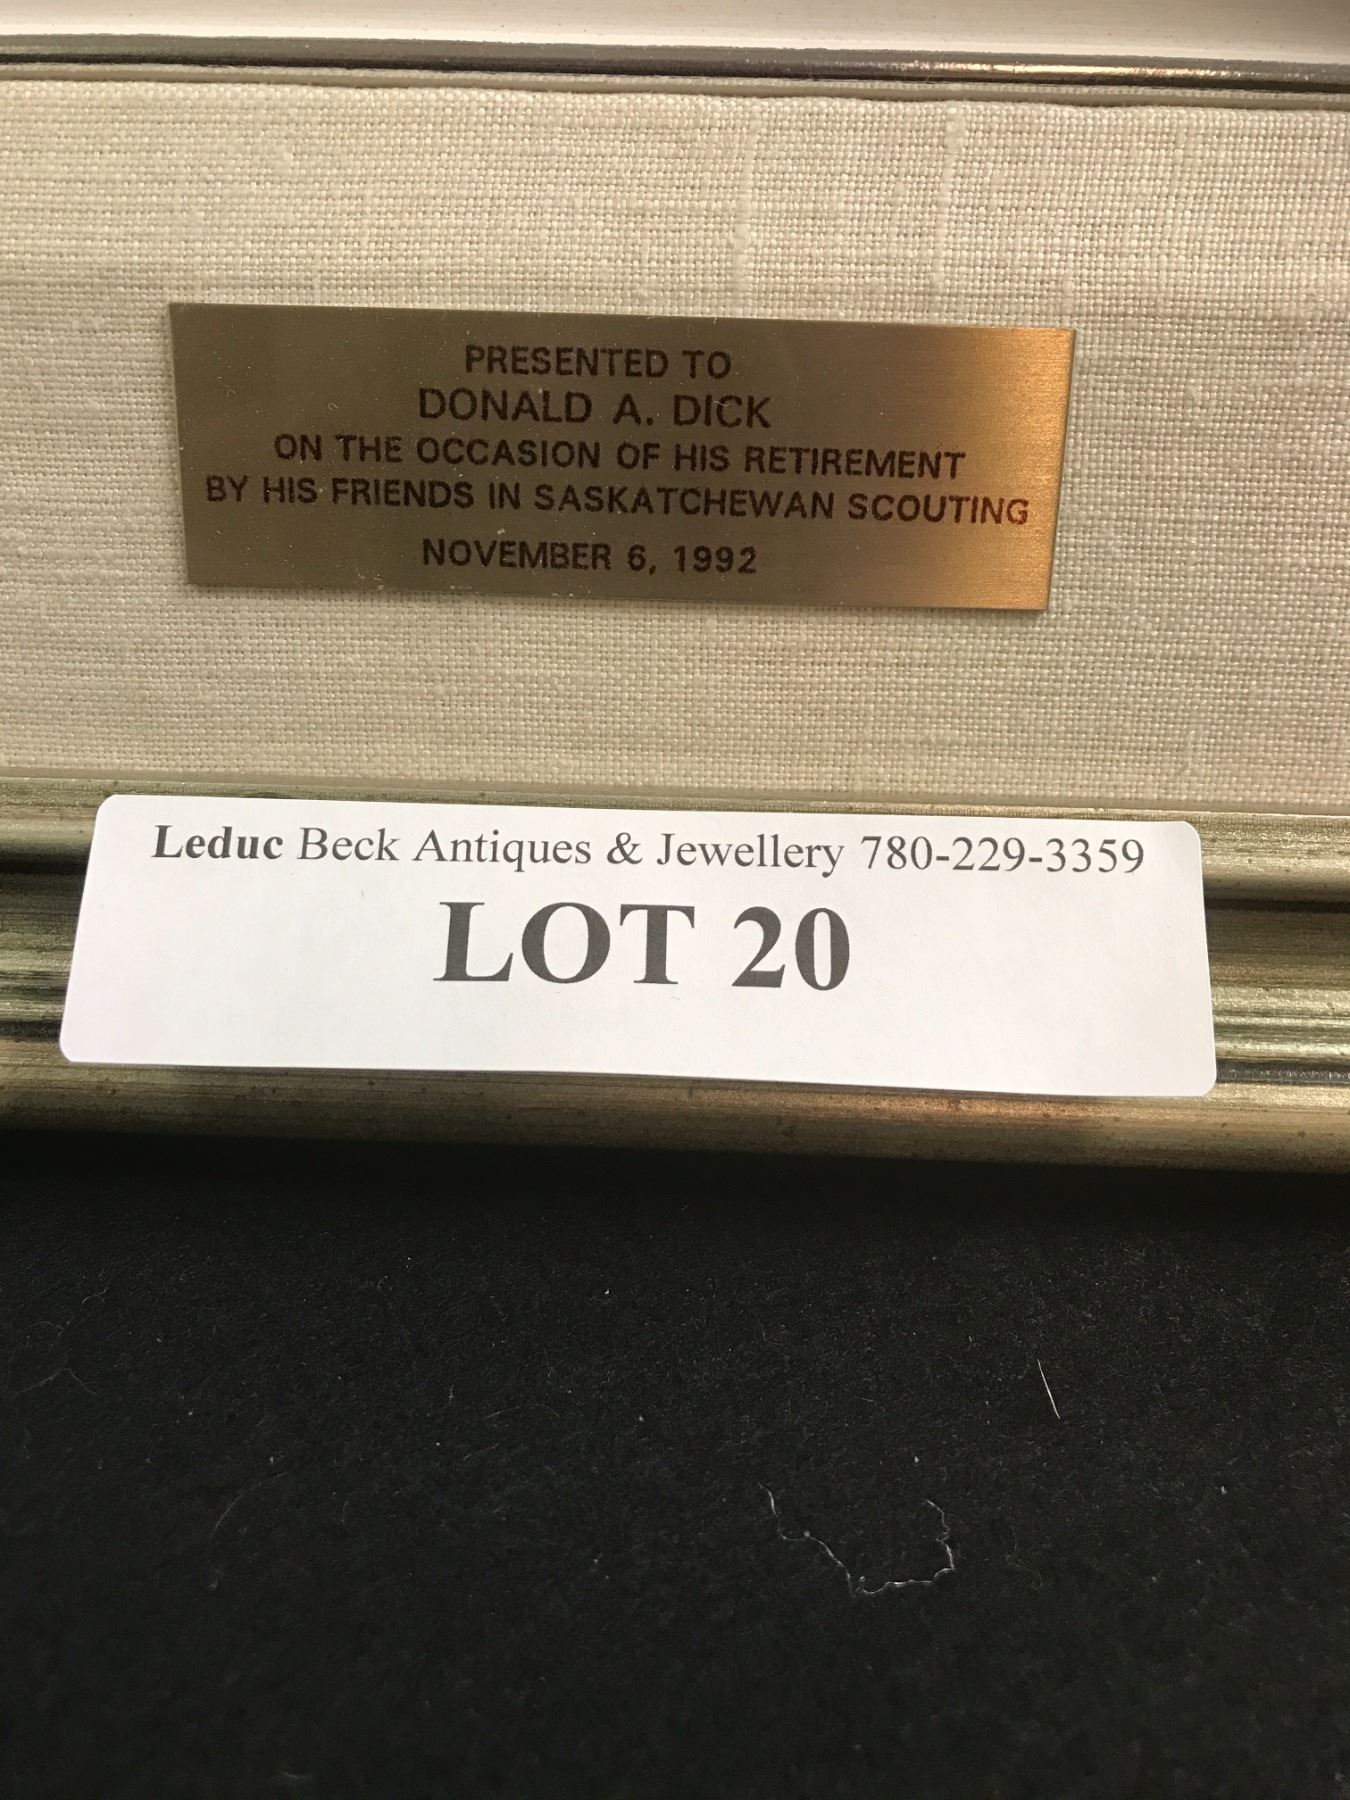 PRESENTED TO
DONALD A. DICK
ON THE OCCASION OF HIS RETIREMENT
BY HIS FRIENDS IN SASKATCHEWAN SCOUTING
NOVEMBER 6, 1992
Leduc Beck Antiques & Jewellery 780-229-3359
LOT 20